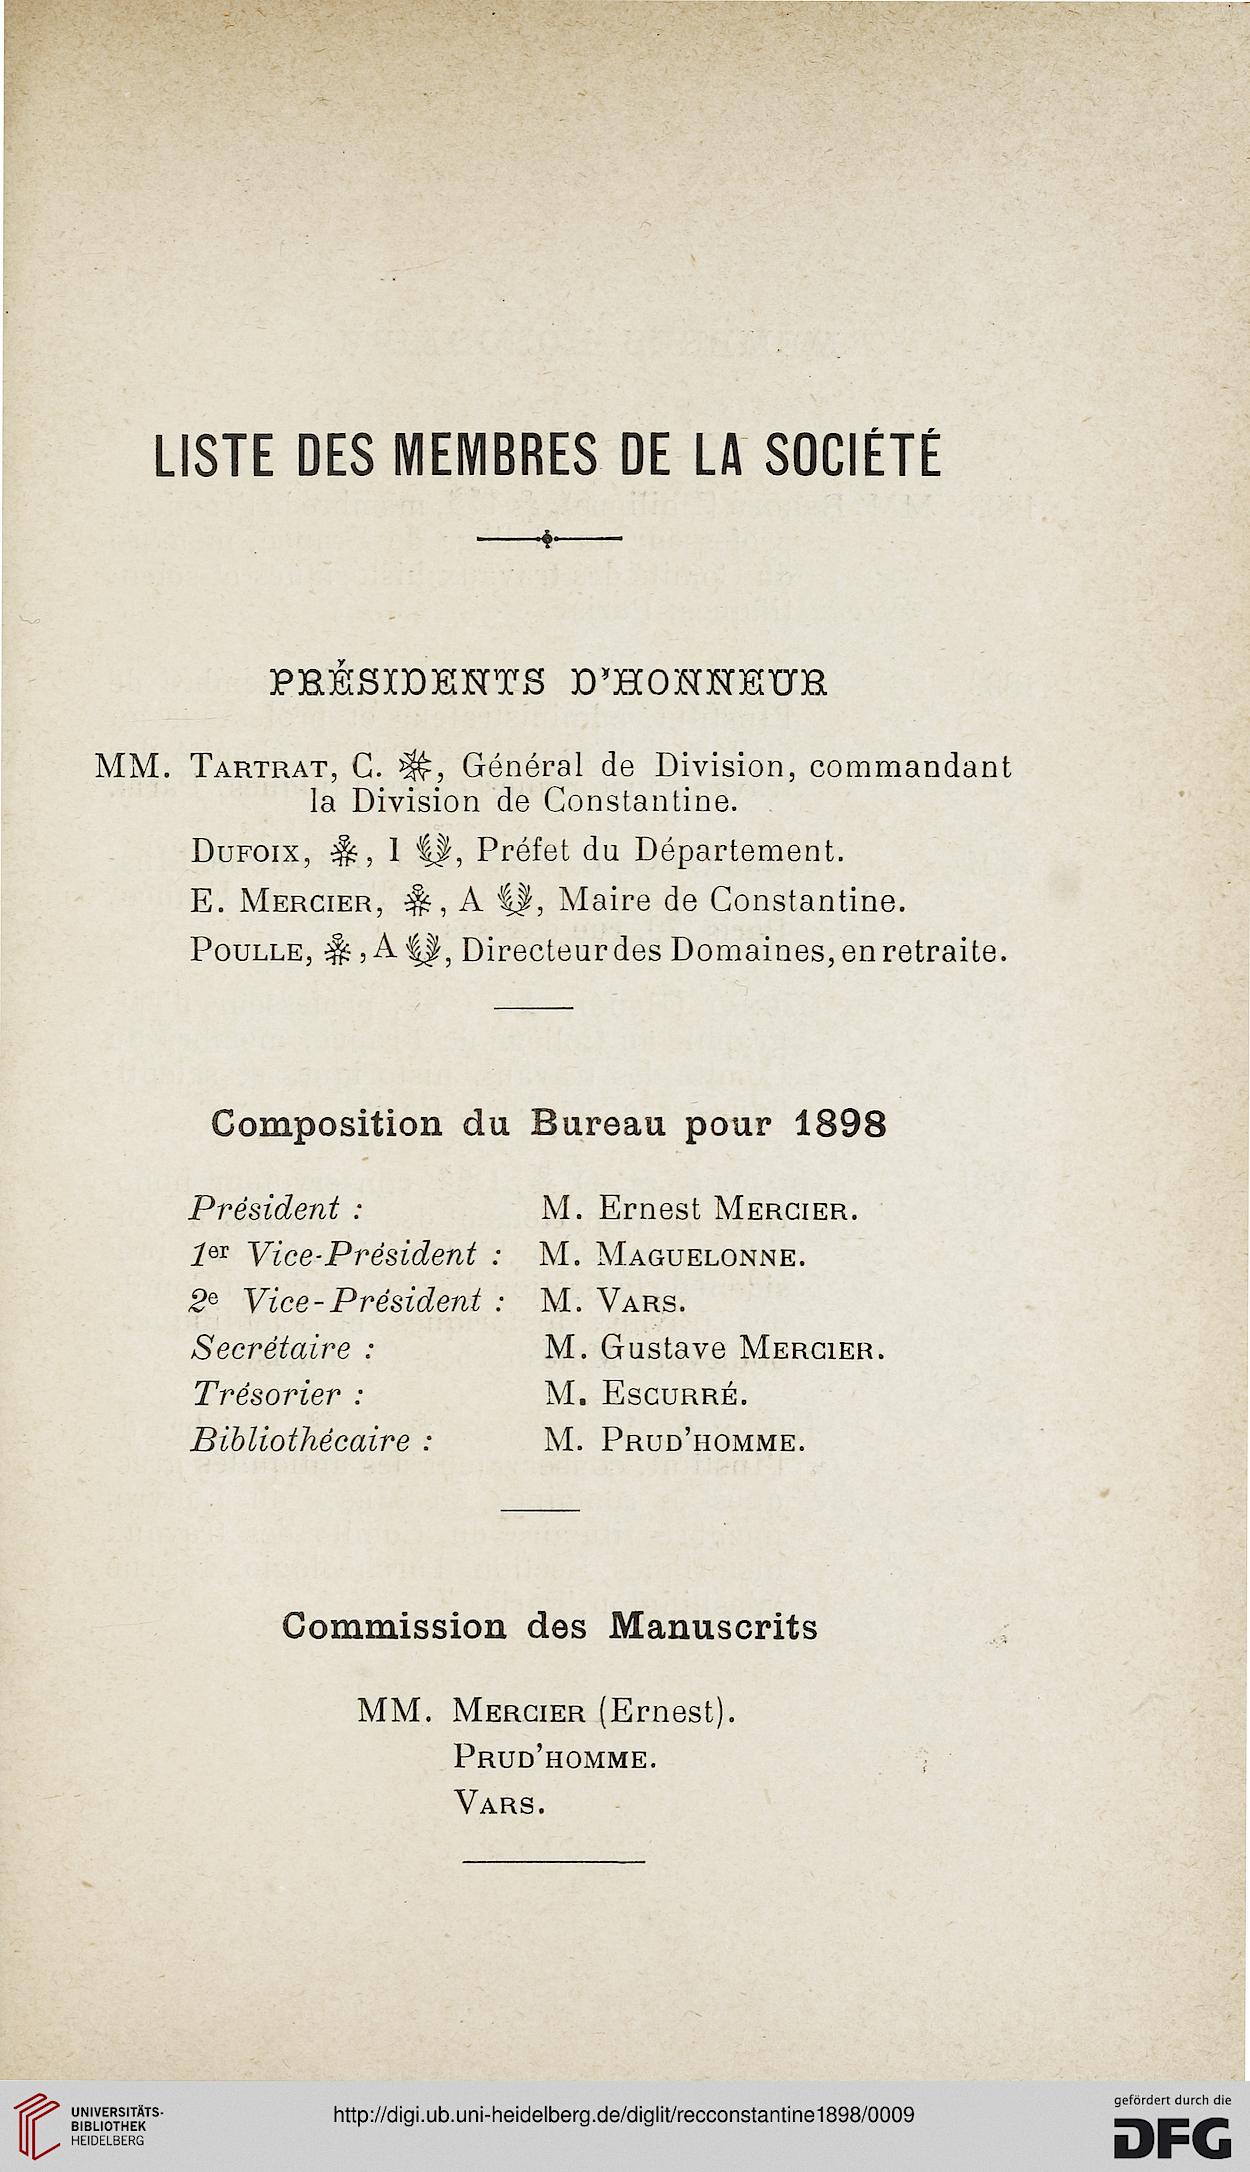 LISTE DES MEMBRES DE LA SOCIÉTÉ
PRÉSIDENTS D'HONNEUR
MM. TARTRAT, C. ❋, Général de Division, commandant
la Division de Constantine.
DUFOIX, ❋, I ❦, Préfet du Département.
E. MERCIER, ❋, A ❦, Maire de Constantine.
POULLE, ❋, A ❦, Directeur des Domaines, en retraite.
Composition du Bureau pour 1898
Président : M. Ernest MERCIER.
1er Vice-Président : M. MAGUELONNE.
2e Vice-Président : M. VARS.
Secrétaire : M. Gustave MERCIER.
Trésorier : M. ESCURRÉ.
Bibliothécaire : M. PRUD'HOMME.
Commission des Manuscrits
MM. MERCIER (Ernest).
PRUD'HOMME.
VARS.
UNIVERSITÄTS-
BIBLIOTHEK
HEIDELBERG
http://digi.ub.uni-heidelberg.de/diglit/recconstantine1898/0009
gefördert durch die
DFG